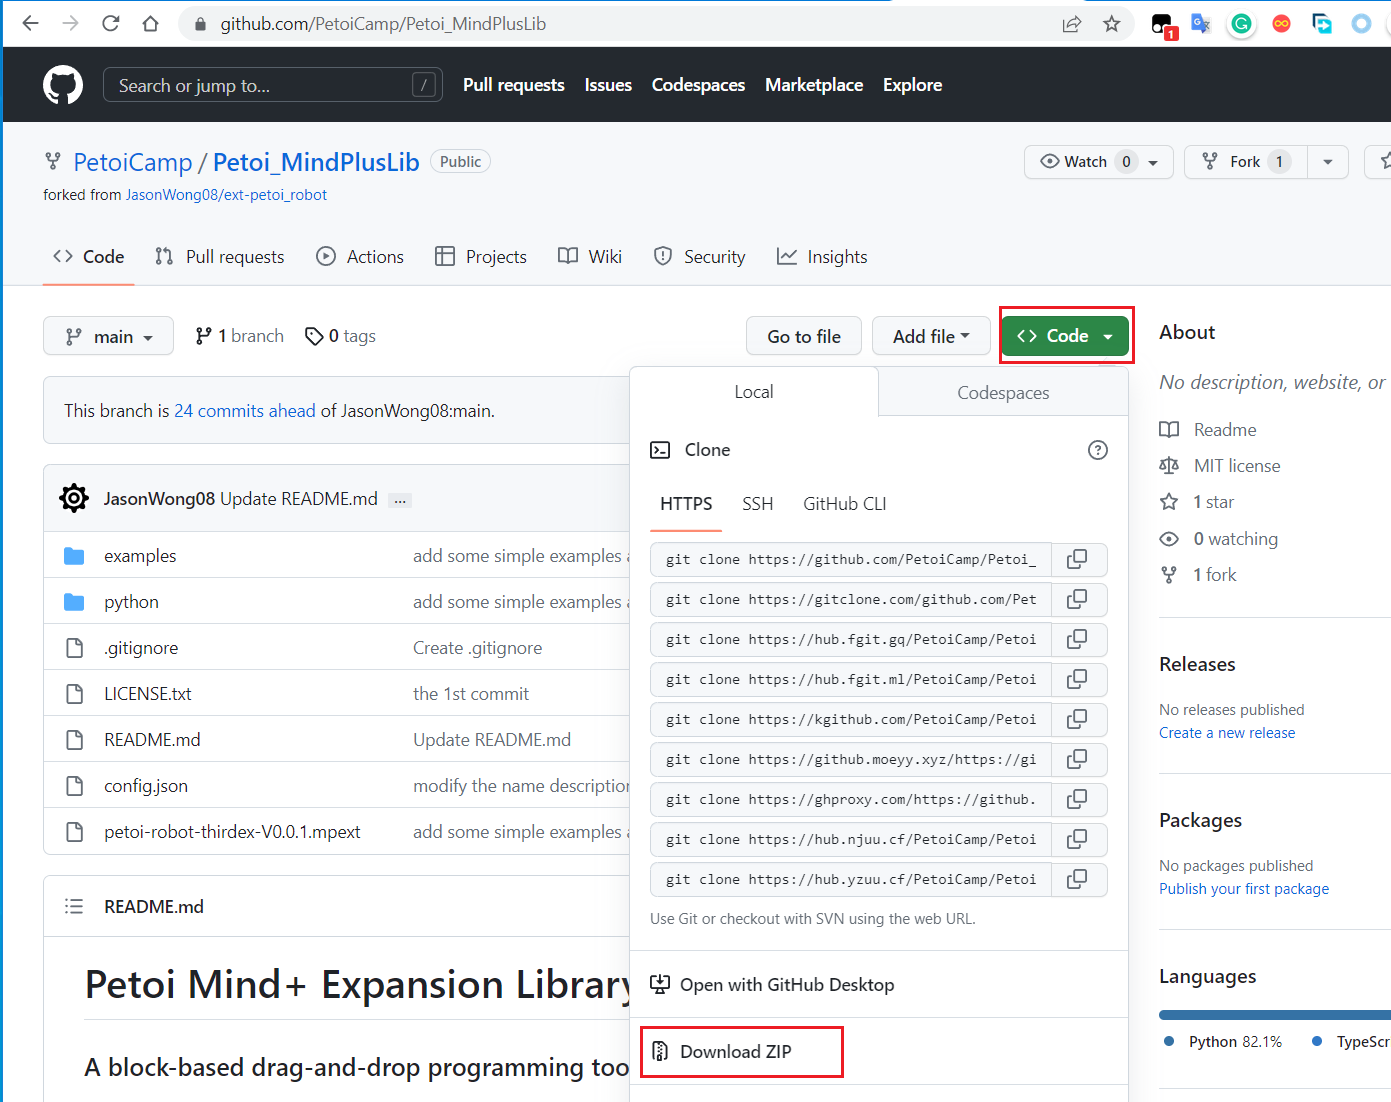 github.com/PetoiCamp/Petoi_MindPlusLib
1
Search or jump to... /
Pull requests Issues Codespaces Marketplace Explore
PetoiCamp / Petoi_MindPlusLib Public
Watch 0 Fork 1
forked from JasonWong08/ext-petoi_robot
Code Pull requests Actions Projects Wiki Security Insights
main 1 branch 0 tags Go to file Add file Code
This branch is 24 commits ahead of JasonWong08:main.
JasonWong08 Update README.md ...
examples add some simple examples
python add some simple examples
.gitignore Create .gitignore
LICENSE.txt the 1st commit
README.md Update README.md
config.json modify the name description
petoi-robot-thirdex-V0.0.1.mpext add some simple examples
README.md
Petoi Mind+ Expansion Library
A block-based drag-and-drop programming too
Local Codespaces
Clone
HTTPS SSH GitHub CLI
git clone https://github.com/PetoiCamp/Petoi_
git clone https://gitclone.com/github.com/Pet
git clone https://hub.fgit.gq/PetoiCamp/Petoi
git clone https://hub.fgit.ml/PetoiCamp/Petoi
git clone https://kgithub.com/PetoiCamp/Petoi
git clone https://github.moeyy.xyz/https://gi
git clone https://ghproxy.com/https://github.
git clone https://hub.njuu.cf/PetoiCamp/Petoi
git clone https://hub.yzuu.cf/PetoiCamp/Petoi
Use Git or checkout with SVN using the web URL.
Open with GitHub Desktop
Download ZIP
About
No description, website, or
Readme
MIT license
1 star
0 watching
1 fork
Releases
No releases published
Create a new release
Packages
No packages published
Publish your first package
Languages
Python 82.1% TypeScr